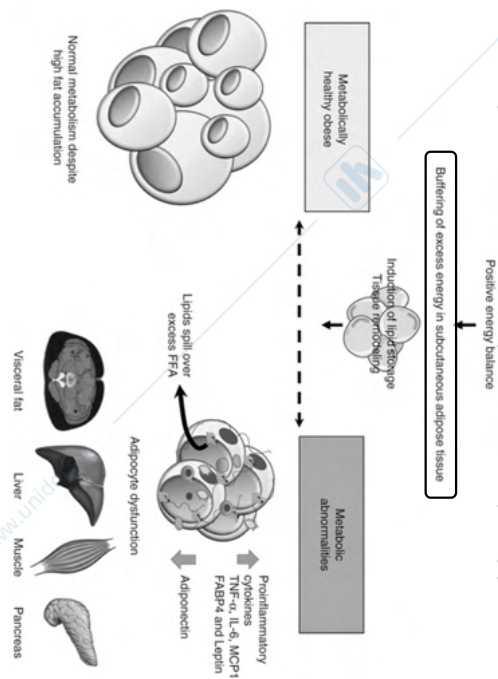 Positive energy balance
Buffering of excess energy in subcutaneous adipose tissue
Induction of lipid storage
Tissue remodeling
Metabolically
healthy obese
Metabolic
abnormalities
Normal metabolism despite
high fat accumulation
Lipids spill over
excess FFA
Proinflammatory
cytokines
TNF-α, IL-6, MCP1
FABP4 and Leptin
Adiponectin
Adipocyte dysfunction
Visceral fat
Liver
Muscle
Pancreas